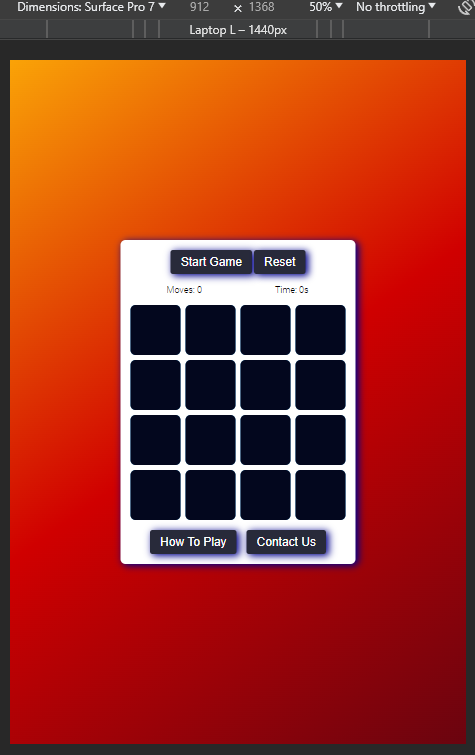 Dimensions: Surface Pro 7 912 × 1368 50% No throttling
Laptop L – 1440px
Start Game Reset
Moves: 0 Time: 0s
How To Play Contact Us